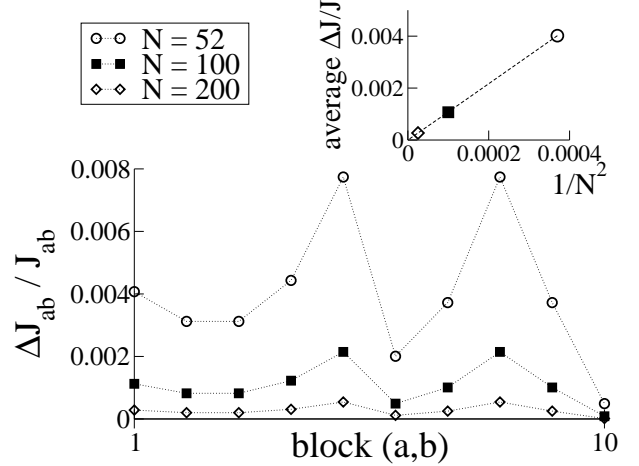 N = 52
N = 100
N = 200
average ΔJ/J
0.004
0.002
0
0 0.0002 0.0004
1/N²
ΔJ_ab / J_ab
0.008
0.006
0.004
0.002
0
1 10
block (a,b)